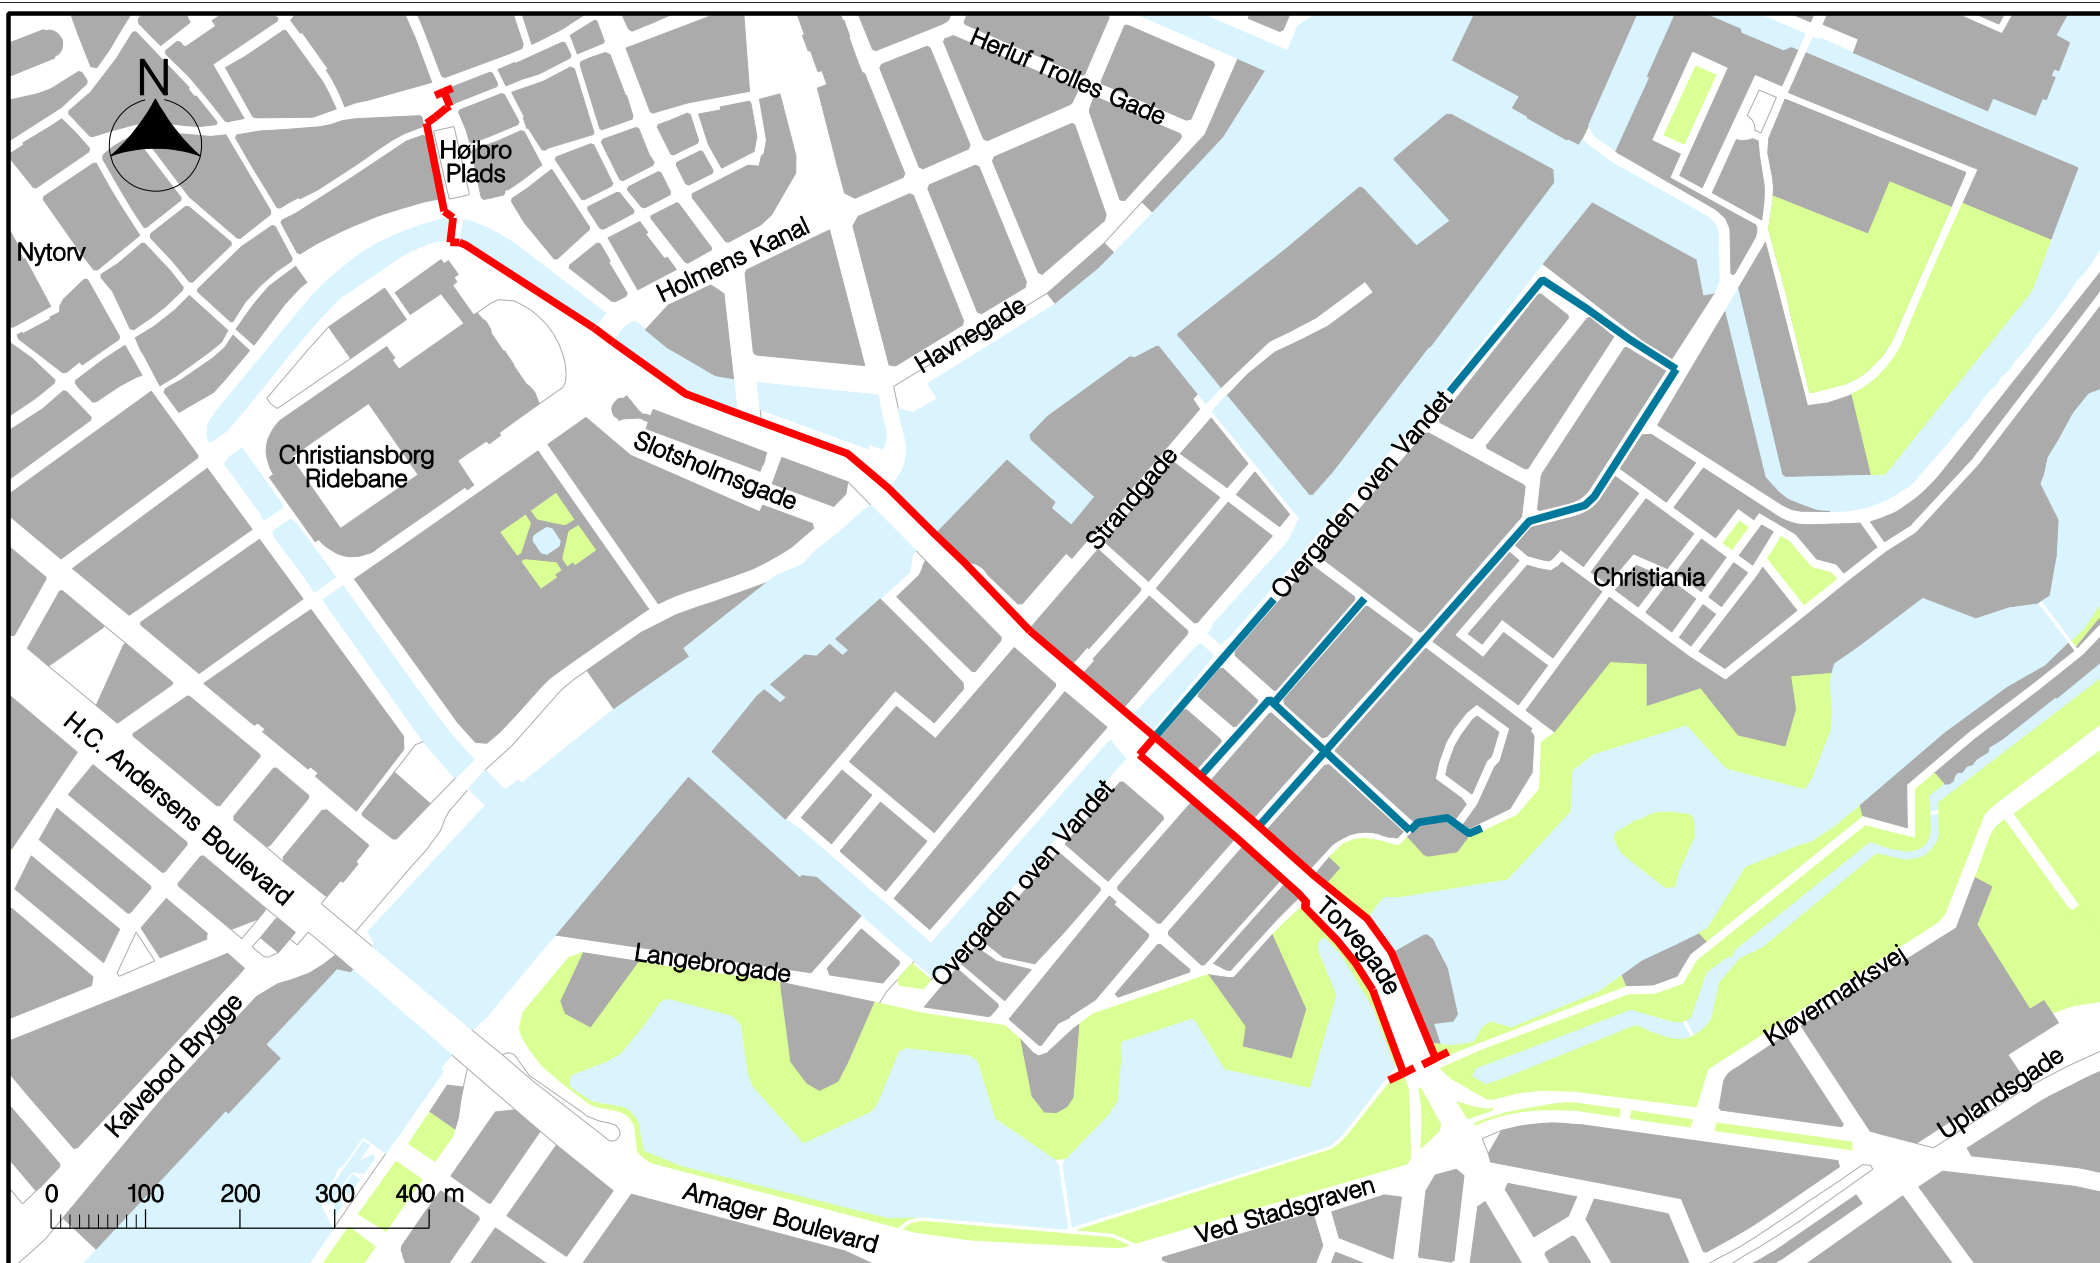 N
Herluf Trolles Gade
Højbro
Plads
Nytorv
Holmens Kanal
Havnegade
Christiansborg
Ridebane
Slotsholmsgade
Strandgade
Overgaden oven Vandet
Christiania
H.C. Andersens Boulevard
Overgaden oven Vandet
Torvegade
Langebrogade
Kløvermarksvej
Kalvebod Brygge
Uplandsgade
0 100 200 300 400 m
Amager Boulevard
Ved Stadsgraven